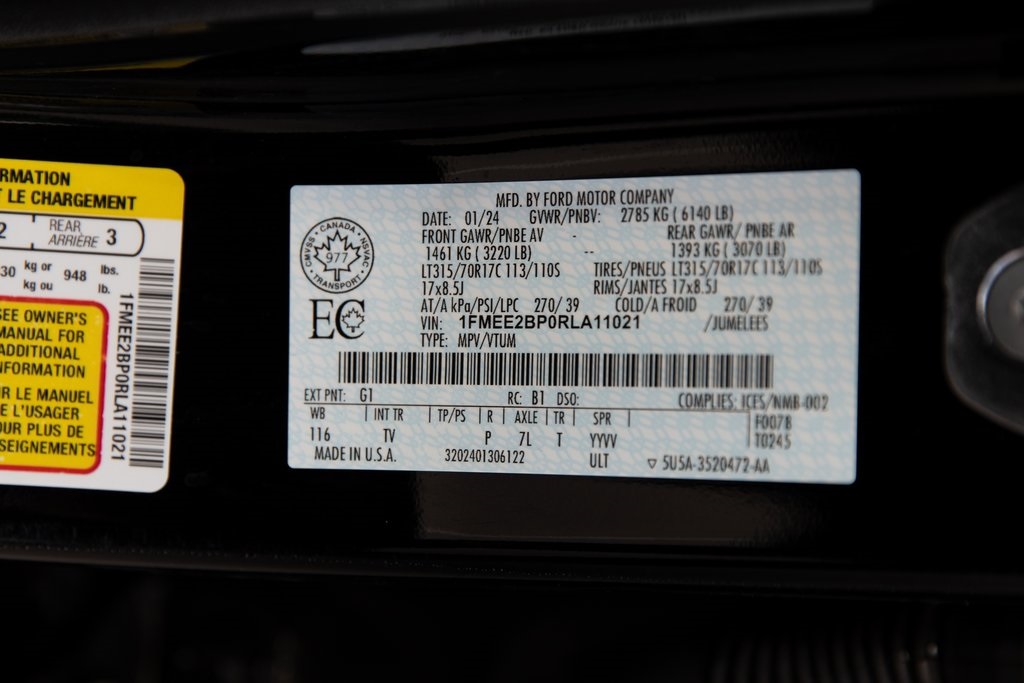 RMATION
T LE CHARGEMENT
2 REAR ARRIÈRE 3
30 kg or kg ou 948 lbs. lb.
SEE OWNER'S
MANUAL FOR
ADDITIONAL
NFORMATION
R LE MANUEL
E L'USAGER
OUR PLUS DE
SEIGNEMENTS
1FMEE2BP0RLA11021
MFD. BY FORD MOTOR COMPANY
DATE: 01/24 GVWR/PNBV: 2785 KG ( 6140 LB)
FRONT GAWR/PNBE AV - REAR GAWR/ PNBE AR
1461 KG ( 3220 LB) -- 1393 KG ( 3070 LB)
LT315/70R17C 113/110S TIRES/PNEUS LT315/70R17C 113/110S
17x8.5J RIMS/JANTES 17x8.5J
AT/A kPa/PSI/LPC 270/ 39 COLD/A FROID 270/ 39
VIN: 1FMEE2BP0RLA11021 /JUMELEES
TYPE: MPV/VTUM
CANADA
CMVSS 977 NSVAC
TRANSPORT
EC
EXT PNT: G1 RC: B1 DSO: COMPLIES: ICES/NMB-002
WB INT TR TP/PS R AXLE TR SPR F007B
116 TV P 7L T YYVV T0245
MADE IN U.S.A. 3202401306122 ULT ▽ 5U5A-3520472-AA